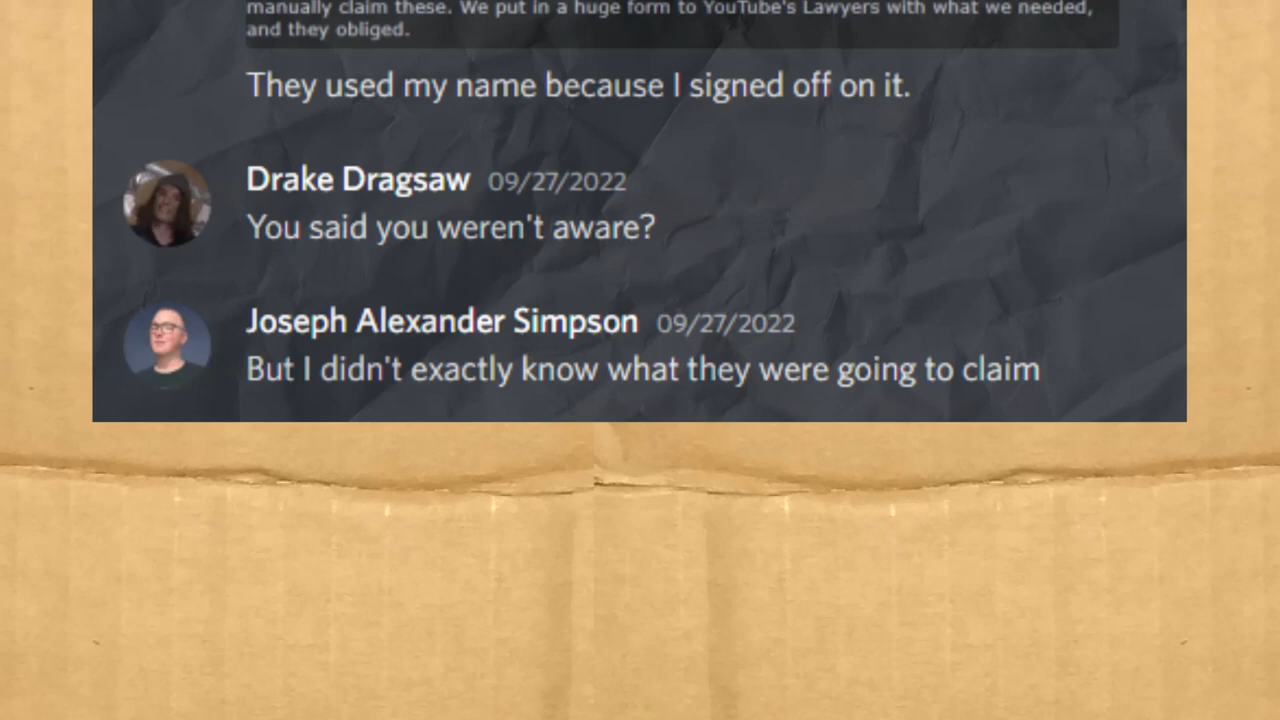 manually claim these. We put in a huge form to YouTube's Lawyers with what we needed,
and they obliged.
They used my name because I signed off on it.
Drake Dragsaw 09/27/2022
You said you weren't aware?
Joseph Alexander Simpson 09/27/2022
But I didn't exactly know what they were going to claim